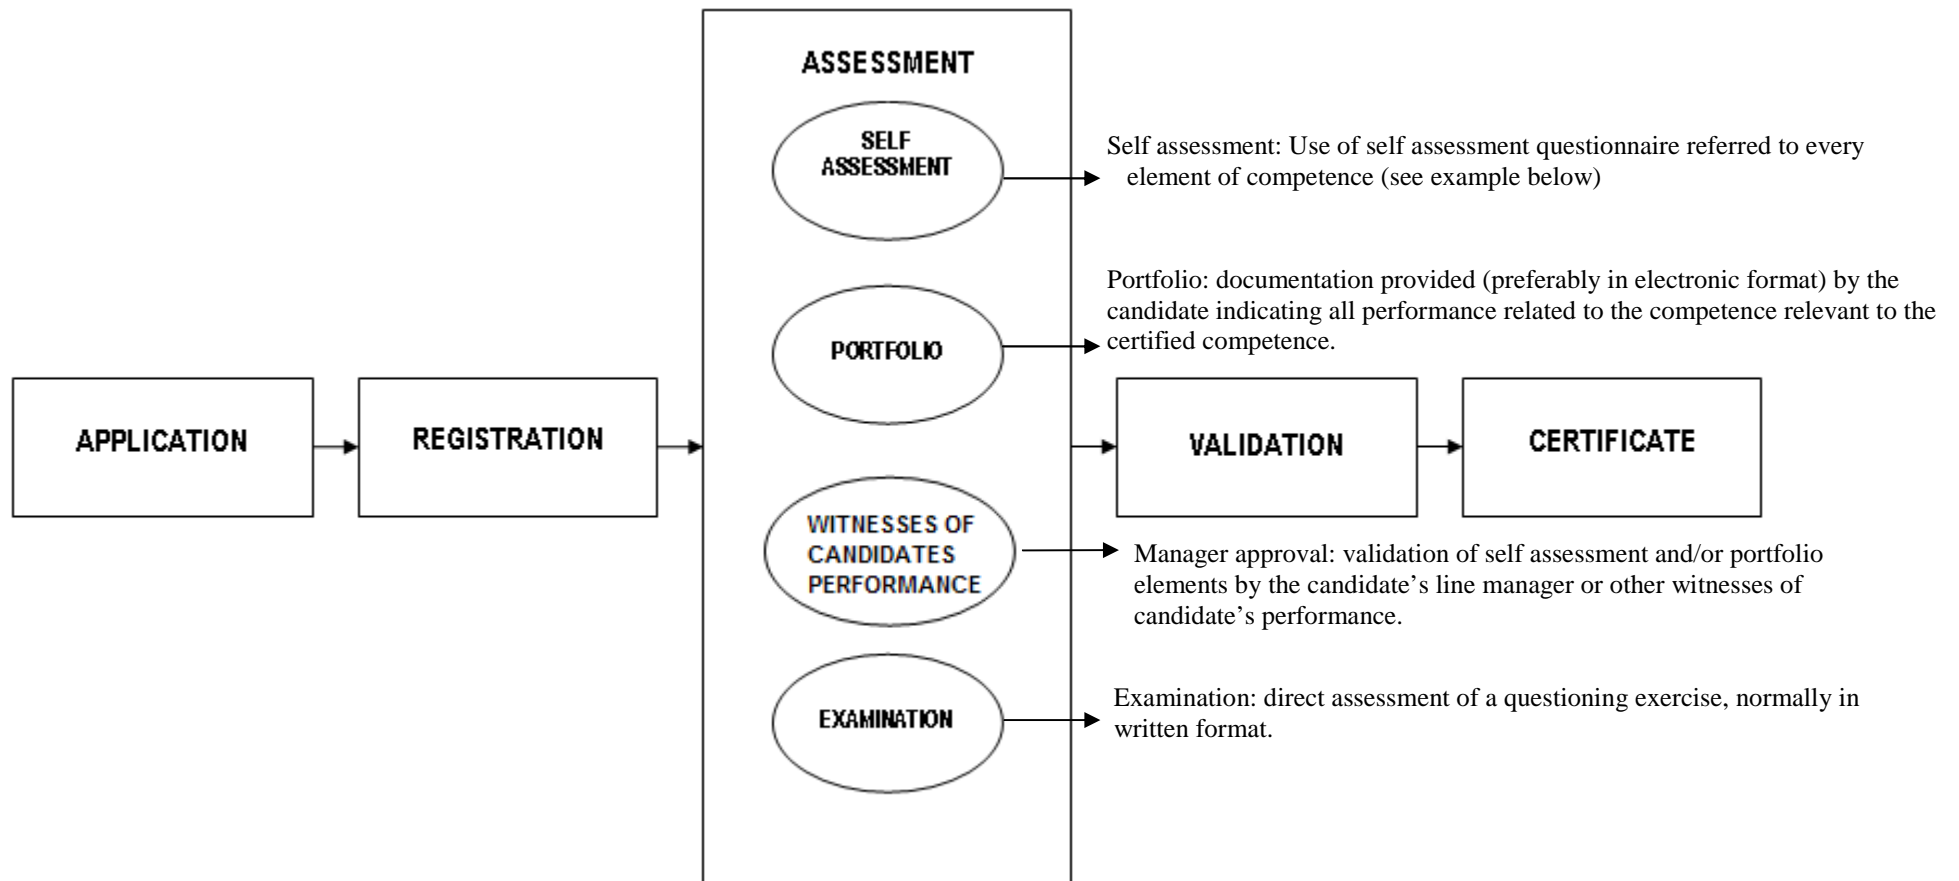 ASSESSMENT
SELF
ASSESSMENT
Self assessment: Use of self assessment questionnaire referred to every
element of competence (see example below)
PORTFOLIO
Portfolio: documentation provided (preferably in electronic format) by the
candidate indicating all performance related to the competence relevant to the
certified competence.
APPLICATION
REGISTRATION
VALIDATION
CERTIFICATE
WITNESSES OF
CANDIDATES
PERFORMANCE
Manager approval: validation of self assessment and/or portfolio
elements by the candidate’s line manager or other witnesses of
candidate’s performance.
EXAMINATION
Examination: direct assessment of a questioning exercise, normally in
written format.